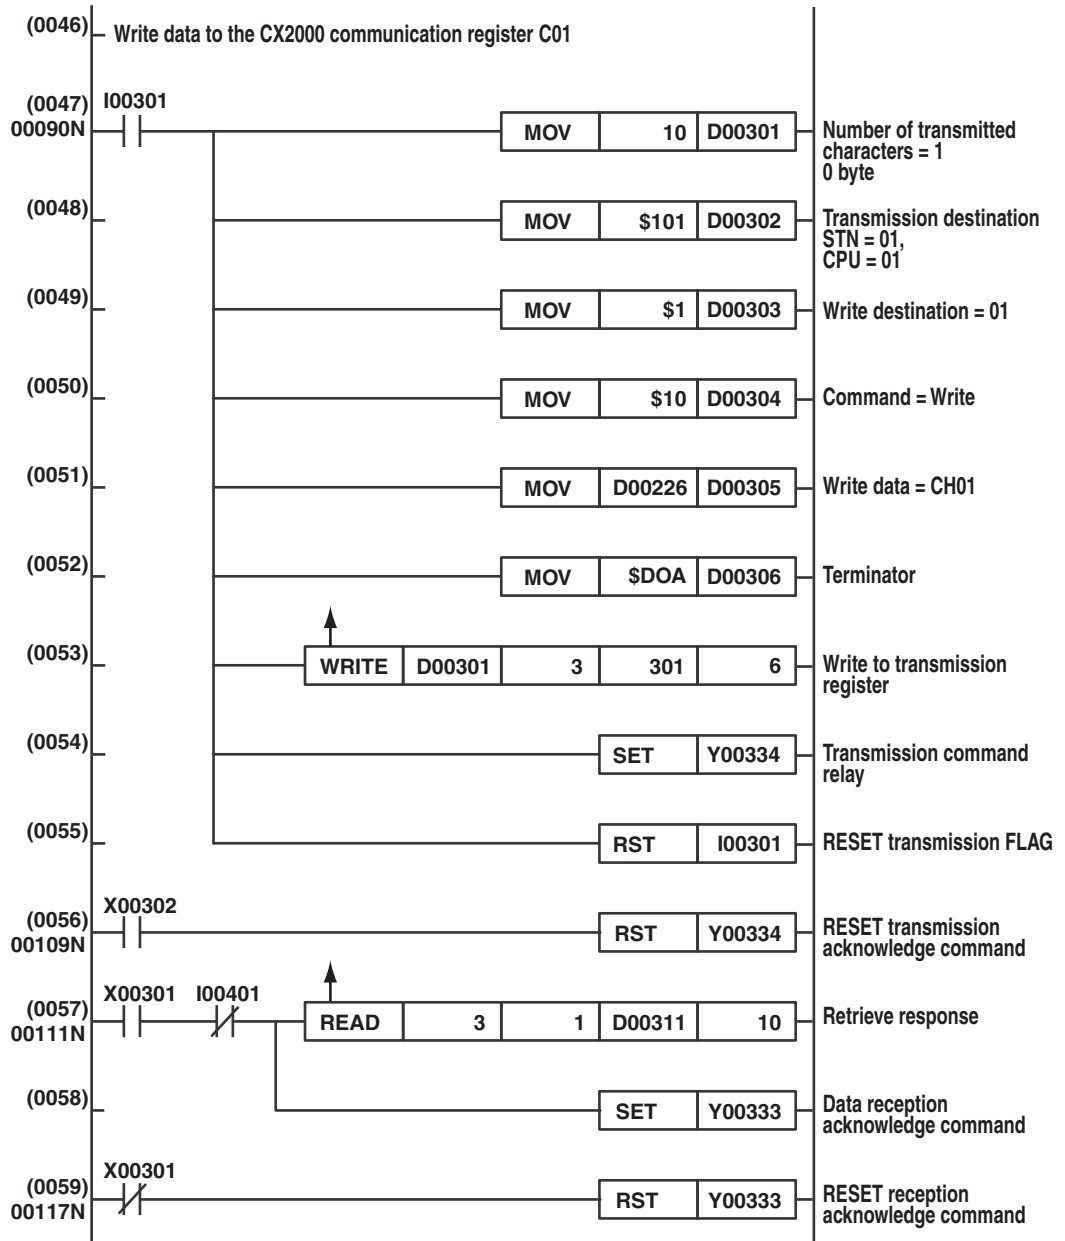 (0046)
Write data to the CX2000 communication register C01
(0047) I00301
00090N MOV 10 D00301 Number of transmitted
characters = 1
0 byte
(0048) MOV $101 D00302 Transmission destination
STN = 01,
CPU = 01
(0049) MOV $1 D00303 Write destination = 01
(0050) MOV $10 D00304 Command = Write
(0051) MOV D00226 D00305 Write data = CH01
(0052) MOV $DOA D00306 Terminator
(0053) WRITE D00301 3 301 6 Write to transmission
register
(0054) SET Y00334 Transmission command
relay
(0055) RST I00301 RESET transmission FLAG
X00302
(0056) RST Y00334 RESET transmission
00109N acknowledge command
X00301 I00401
(0057) READ 3 1 D00311 10 Retrieve response
00111N
(0058) SET Y00333 Data reception
acknowledge command
X00301
(0059) RST Y00333 RESET reception
00117N acknowledge command